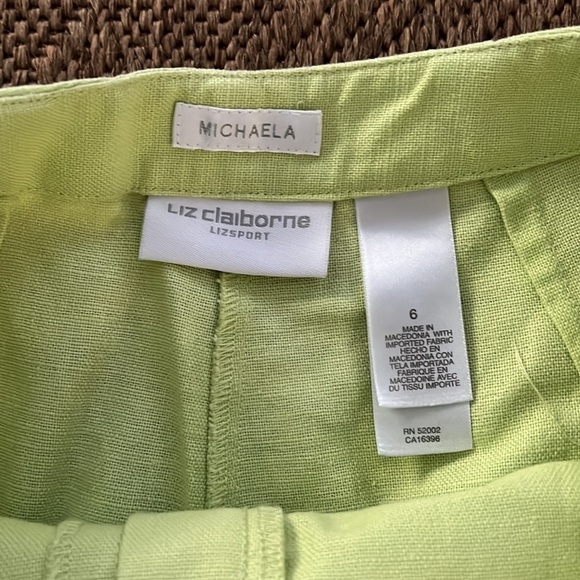 MICHAELA
Liz claiborne
LIZSPORT
6
MADE IN
MACEDONIA WITH
IMPORTED FABRIC
HECHO EN
MACEDONIA CON
TELA IMPORTADA
FABRIQUE EN
MACEDOINE AVEC
DU TISSU IMPORTE
RN 52002
CA16396